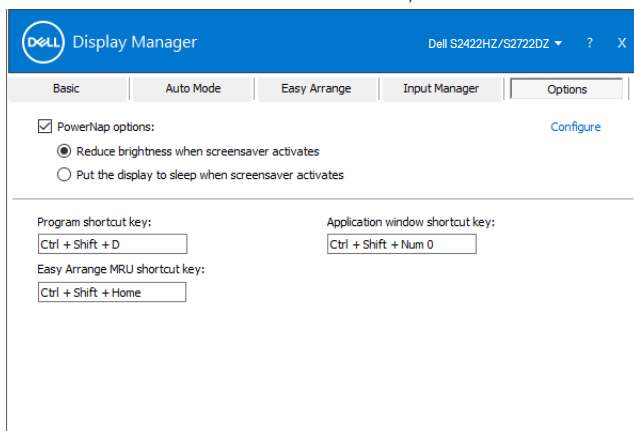 DELL Display Manager Dell S2422HZ/S2722DZ ? X
Basic Auto Mode Easy Arrange Input Manager Options
PowerNap options: Configure
Reduce brightness when screensaver activates
Put the display to sleep when screensaver activates
Program shortcut key: Application window shortcut key:
Ctrl + Shift + D Ctrl + Shift + Num 0
Easy Arrange MRU shortcut key:
Ctrl + Shift + Home